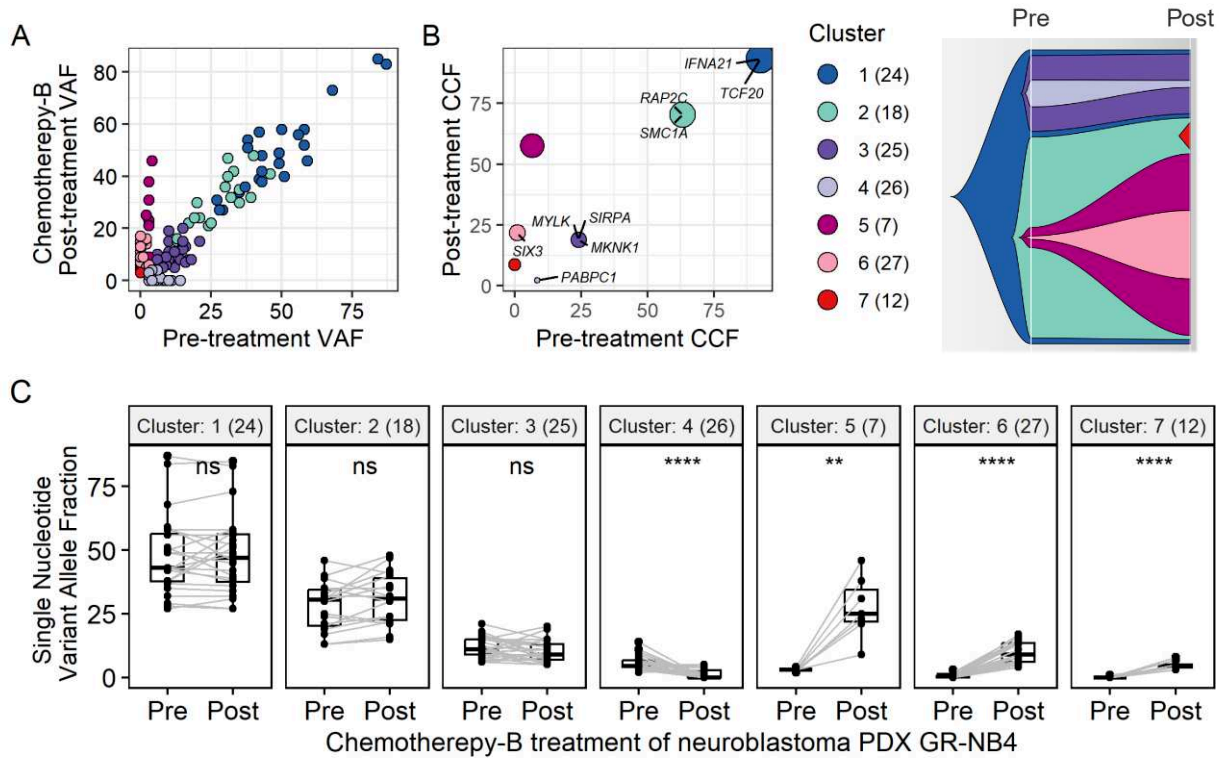 A
Chemotherepy-B
Post-treatment VAF
80
60
40
20
0
0
25
50
75
Pre-treatment VAF
B
Post-treatment CCF
75
50
25
0
0
25
50
75
Pre-treatment CCF
IFNA21
TCF20
RAP2C
SMC1A
MYLK
SIRPA
SIX3
MKNK1
PABPC1
Cluster
1 (24)
2 (18)
3 (25)
4 (26)
5 (7)
6 (27)
7 (12)
Pre Post
C
Single Nucleotide
Variant Allele Fraction
75
50
25
0
Cluster: 1 (24)
ns
Pre Post
Cluster: 2 (18)
ns
Pre Post
Cluster: 3 (25)
ns
Pre Post
Cluster: 4 (26)
****
Pre Post
Cluster: 5 (7)
**
Pre Post
Cluster: 6 (27)
****
Pre Post
Cluster: 7 (12)
****
Pre Post
Chemotherepy-B treatment of neuroblastoma PDX GR-NB4